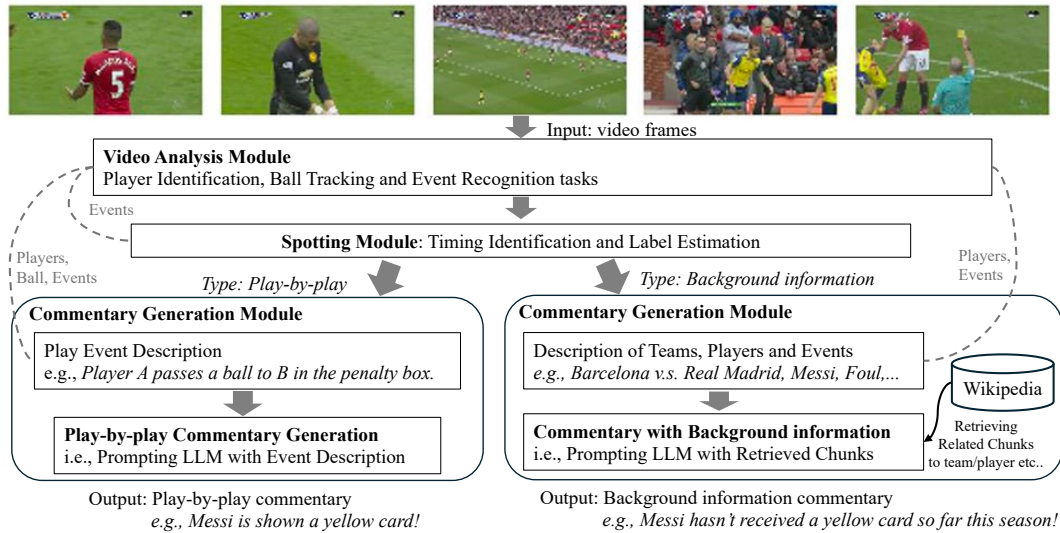 5
Input: video frames
Video Analysis Module
Player Identification, Ball Tracking and Event Recognition tasks
Events
Spotting Module: Timing Identification and Label Estimation
Players,
Ball, Events
Players,
Events
Type: Play-by-play
Type: Background information
Commentary Generation Module
Play Event Description
e.g., Player A passes a ball to B in the penalty box.
Play-by-play Commentary Generation
i.e., Prompting LLM with Event Description
Output: Play-by-play commentary
e.g., Messi is shown a yellow card!
Commentary Generation Module
Description of Teams, Players and Events
e.g., Barcelona v.s. Real Madrid, Messi, Foul,...
Wikipedia
Commentary with Background information
i.e., Prompting LLM with Retrieved Chunks
Retrieving
Related Chunks
to team/player etc..
Output: Background information commentary
e.g., Messi hasn't received a yellow card so far this season!